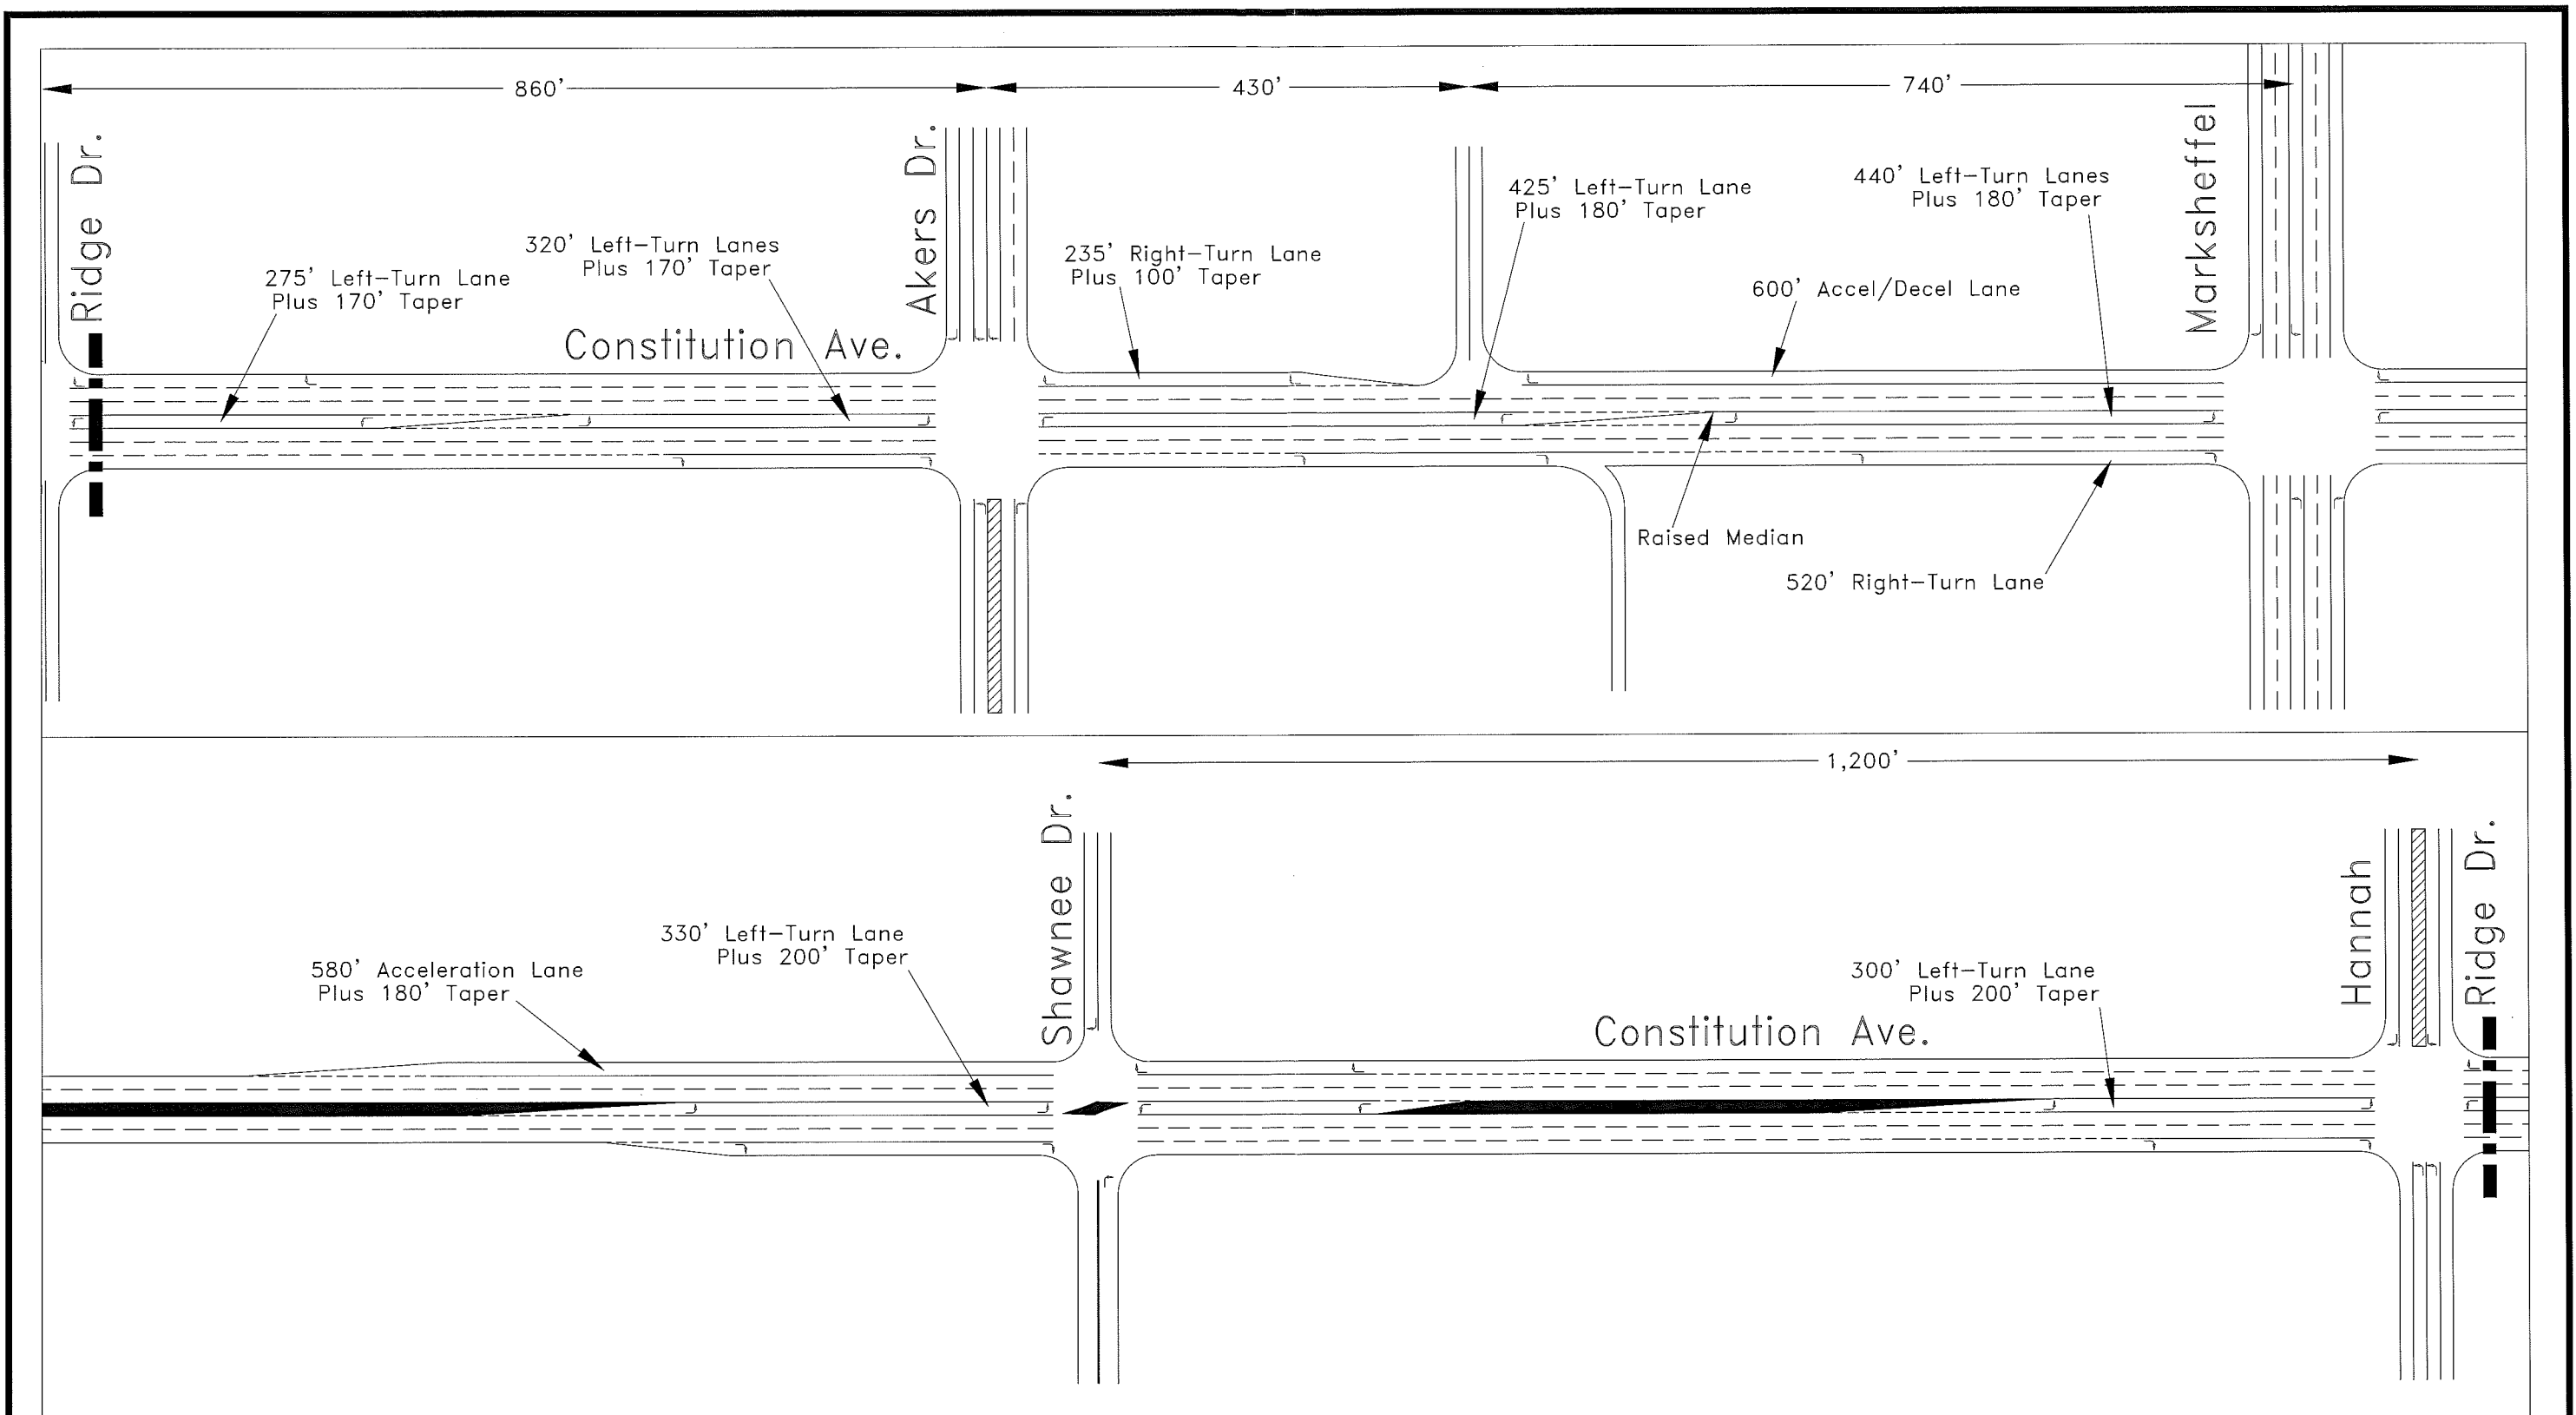 860'
430'
740'
Ridge Dr.
Akers Dr.
Marksheffel
275' Left-Turn Lane
Plus 170' Taper
320' Left-Turn Lanes
Plus 170' Taper
235' Right-Turn Lane
Plus 100' Taper
425' Left-Turn Lane
Plus 180' Taper
440' Left-Turn Lanes
Plus 180' Taper
600' Accel/Decel Lane
Constitution Ave.
Raised Median
520' Right-Turn Lane
1,200'
Shawnee Dr.
Hannah
Ridge Dr.
580' Acceleration Lane
Plus 180' Taper
330' Left-Turn Lane
Plus 200' Taper
300' Left-Turn Lane
Plus 200' Taper
Constitution Ave.